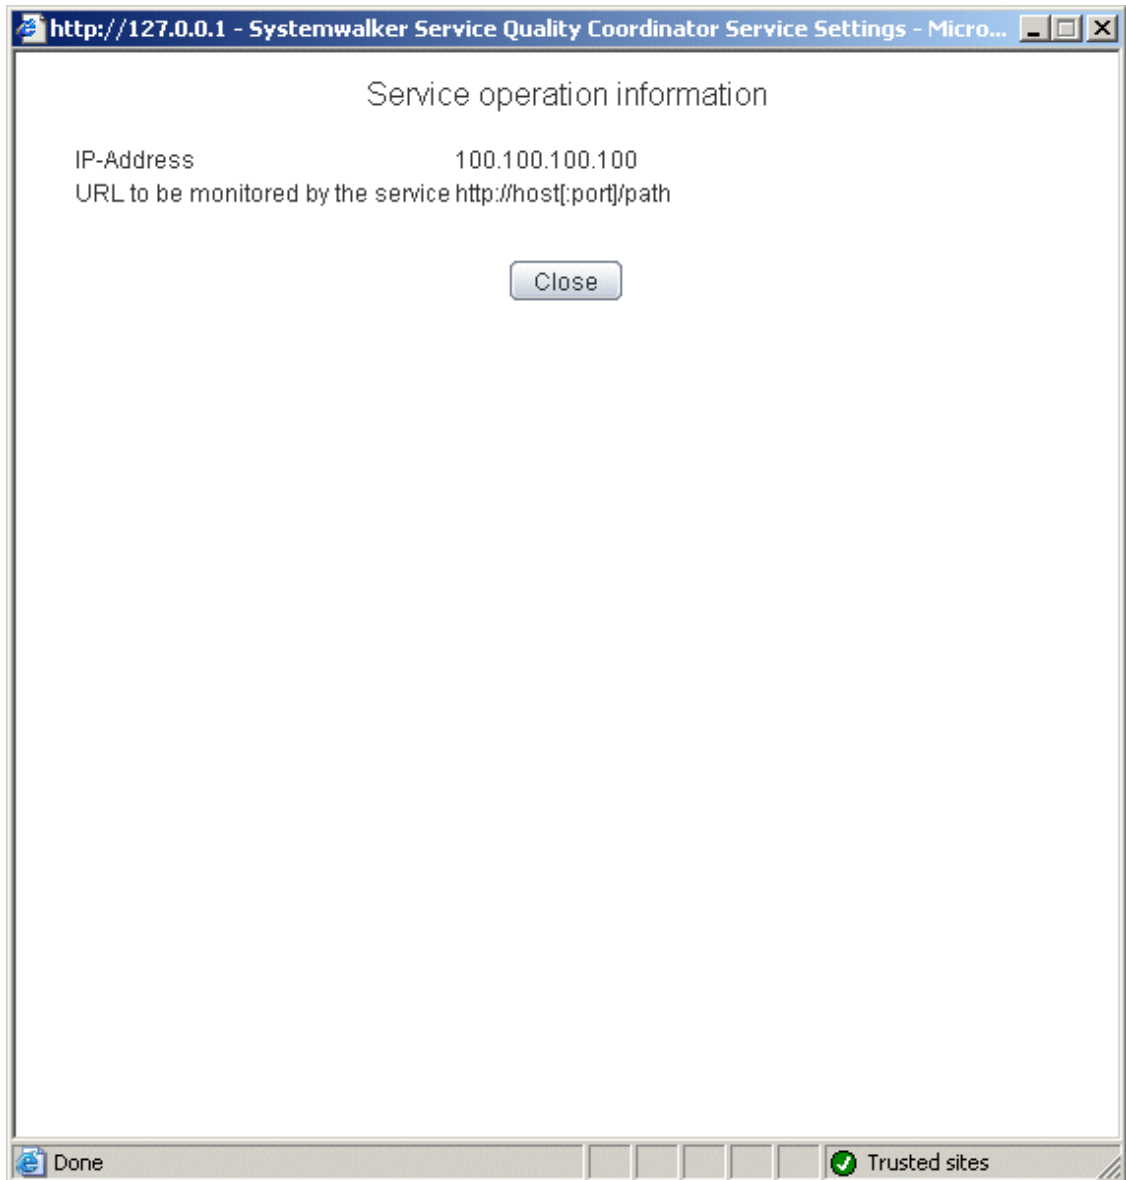 http://127.0.0.1 - Systemwalker Service Quality Coordinator Service Settings - Micro...
Service operation information
IP-Address 100.100.100.100
URL to be monitored by the service http://host[:port]/path
Close
Done Trusted sites